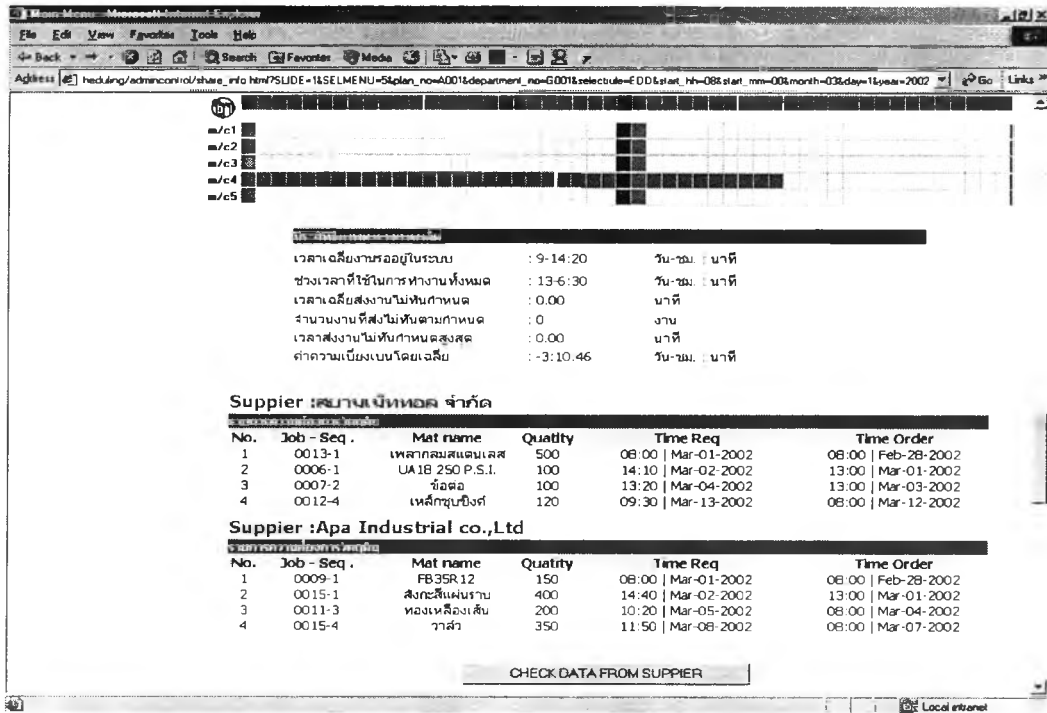 Main Menu - Microsoft Internet Explorer
File Edit View Favorites Tools Help
Back Search Favorites Media
Address heduling/admincontrol/share_info html?SLIDE=1&SELMENU=5&plan_no=A001&department_no=G001&selectrule=EDD&start_hh=08&start_mm=00&month=03&day=1&year=2002 Go Links
m/c1
m/c2
m/c3
m/c4
m/c5
เวลาเฉลี่ยงานรออยู่ในระบบ : 9-14:20 วัน-ชม. : นาที
ช่วงเวลาที่ใช้ในการทำงานทั้งหมด : 13-6:30 วัน-ชม. : นาที
เวลาเฉลี่ยส่งงานไม่ทันกำหนด : 0.00 นาที
จำนวนงานที่ส่งไม่ทันตามกำหนด : 0 งาน
เวลาส่งงานไม่ทันกำหนดสูงสุด : 0.00 นาที
ค่าความเบี่ยงเบนโดยเฉลี่ย : -3:10.46 วัน-ชม. : นาที
Suppier : จำกัด
No. Job - Seq . Mat name Quatity Time Req Time Order
1 0013-1 เพลากลมสแตนเลส 500 08:00 | Mar-01-2002 08:00 | Feb-28-2002
2 0006-1 UA18 250 P.S.I. 100 14:10 | Mar-02-2002 13:00 | Mar-01-2002
3 0007-2 ข้อต่อ 100 13:20 | Mar-04-2002 13:00 | Mar-03-2002
4 0012-4 เหล็กชุบซิงค์ 120 09:30 | Mar-13-2002 08:00 | Mar-12-2002
Suppier :Apa Industrial co.,Ltd
รายการความต้องการวัตถุดิบ
No. Job - Seq . Mat name Quatity Time Req Time Order
1 0009-1 FB35R12 150 08:00 | Mar-01-2002 08:00 | Feb-28-2002
2 0015-1 สังกะสีแผ่นราบ 400 14:40 | Mar-02-2002 13:00 | Mar-01-2002
3 0011-3 ทองเหลืองเส้น 200 10:20 | Mar-05-2002 08:00 | Mar-04-2002
4 0015-4 วาล์ว 350 11:50 | Mar-08-2002 08:00 | Mar-07-2002
CHECK DATA FROM SUPPIER
Local intranet